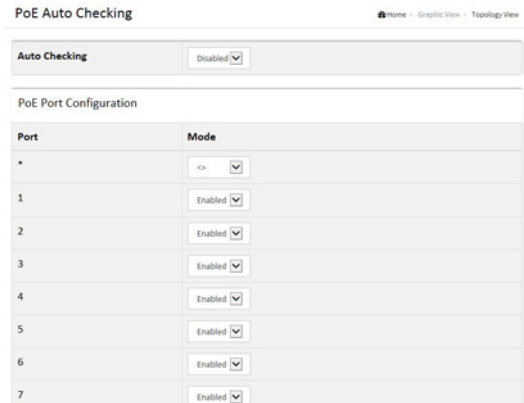 PoE Auto Checking
Home > Graphic View > Topology View
Auto Checking Disabled
PoE Port Configuration
Port Mode
* <>
1 Enabled
2 Enabled
3 Enabled
4 Enabled
5 Enabled
6 Enabled
7 Enabled